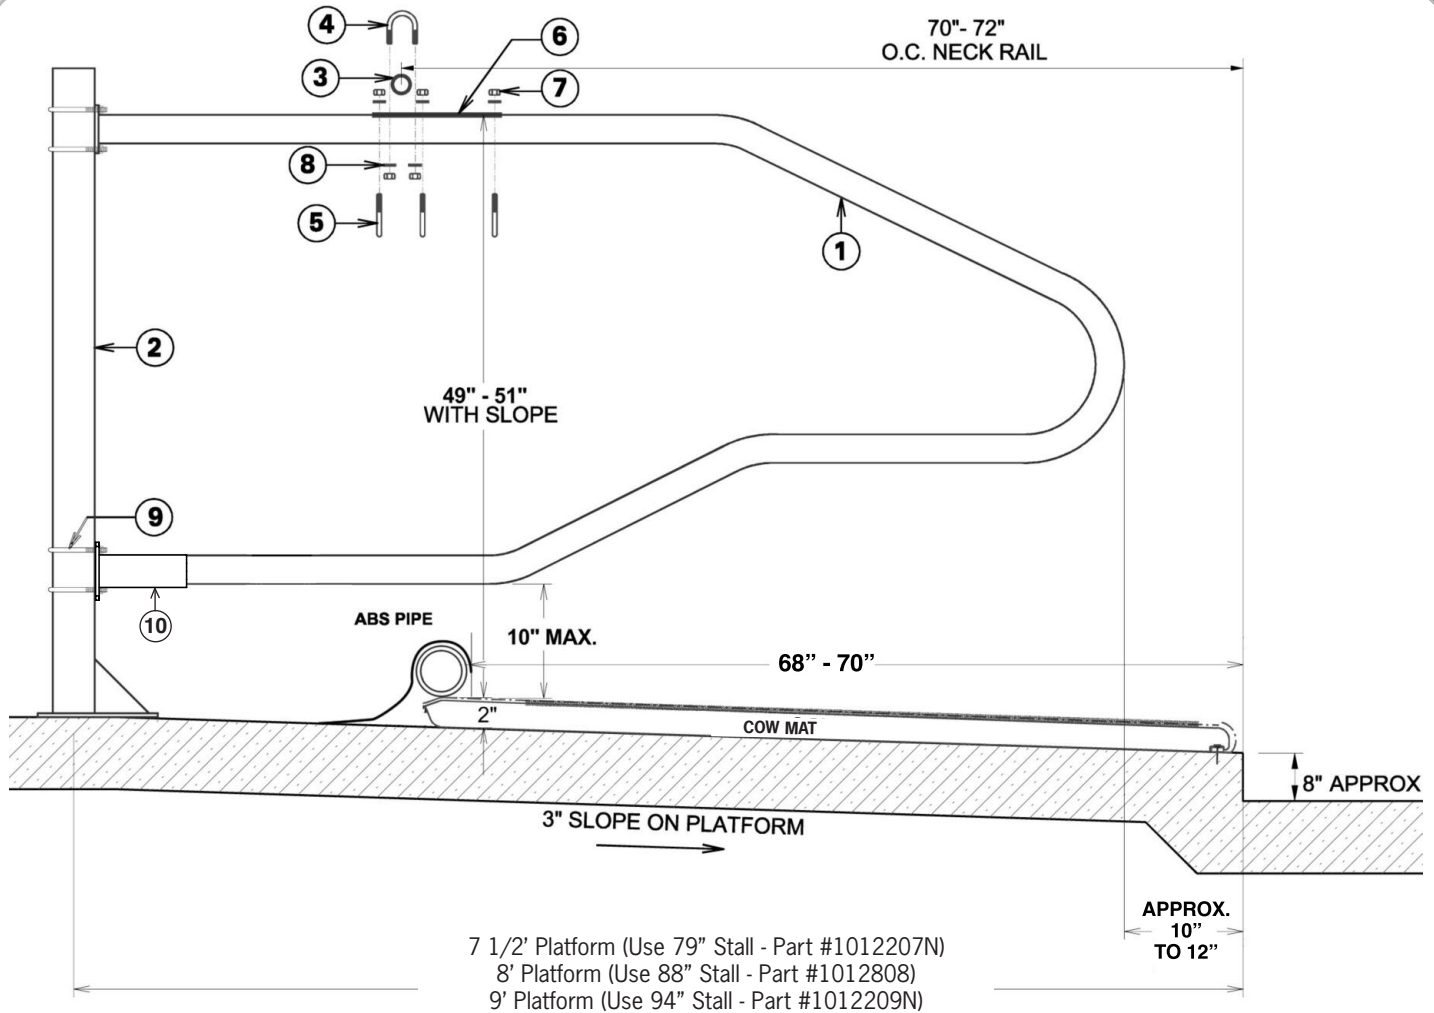 4
6
70"- 72"
O.C. NECK RAIL
3
7
8
5
1
2
49" - 51"
WITH SLOPE
9
10
ABS PIPE
10" MAX.
68” - 70”
2"
COW MAT
8" APPROX
3" SLOPE ON PLATFORM
APPROX.
10”
TO 12”
7 1/2’ Platform (Use 79” Stall - Part #1012207N)
8’ Platform (Use 88” Stall - Part #1012808)
9’ Platform (Use 94” Stall - Part #1012209N)